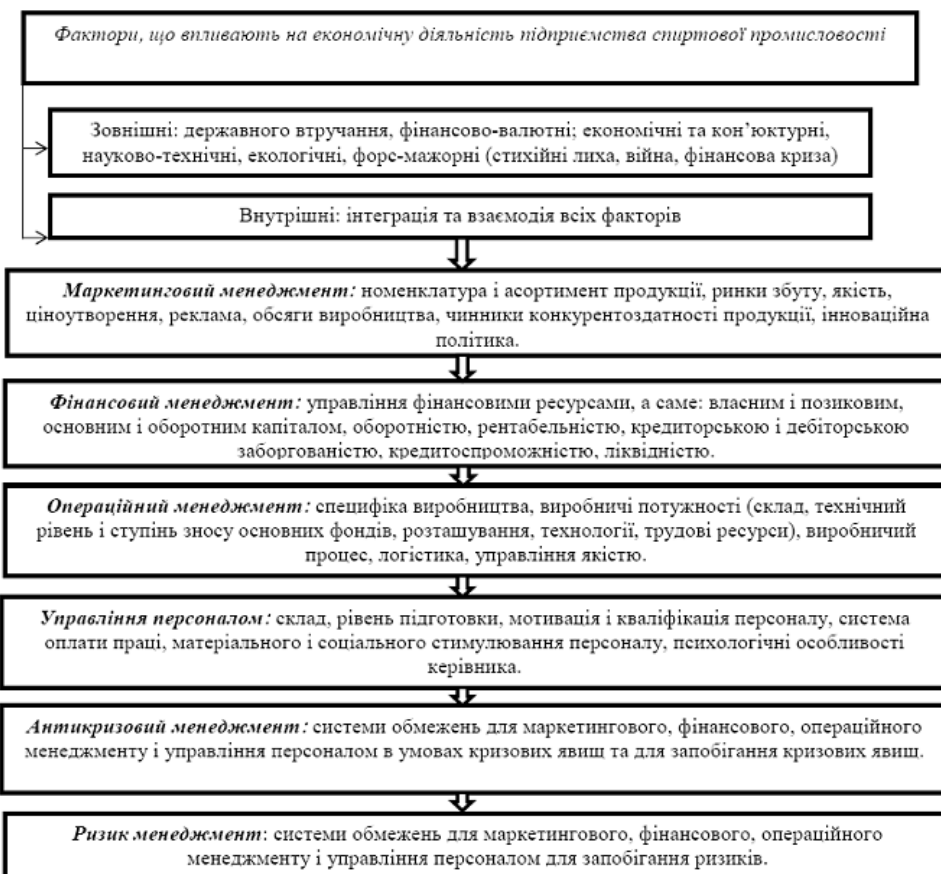 Фактори, що впливають на економічну діяльність підприємства спиртової промисловості
Зовнішні: державного втручання, фінансово-валютні; економічні та кон’юктурні,
науково-технічні, екологічні, форс-мажорні (стихійні лиха, війна, фінансова криза)
Внутрішні: інтеграція та взаємодія всіх факторів
Маркетинговий менеджмент: номенклатура і асортимент продукції, ринки збуту, якість,
ціноутворення, реклама, обсяги виробництва, чинники конкурентоздатності продукції, інноваційна
політика.
Фінансовий менеджмент: управління фінансовими ресурсами, а саме: власним і позиковим,
основним і оборотним капіталом, оборотністю, рентабельністю, кредиторською і дебіторською
заборгованістю, кредитоспроможністю, ліквідністю.
Операційний менеджмент: специфіка виробництва, виробничі потужності (склад, технічний
рівень і ступінь зносу основних фондів, розташування, технології, трудові ресурси), виробничий
процес, логістика, управління якістю.
Управління персоналом: склад, рівень підготовки, мотивація і кваліфікація персоналу, система
оплати праці, матеріального і соціального стимулювання персоналу, психологічні особливості
керівника.
Антикризовий менеджмент: системи обмежень для маркетингового, фінансового, операційного
менеджменту і управління персоналом в умовах кризових явищ та для запобігання кризових явищ.
Ризик менеджмент: системи обмежень для маркетингового, фінансового, операційного
менеджменту і управління персоналом для запобігання ризиків.